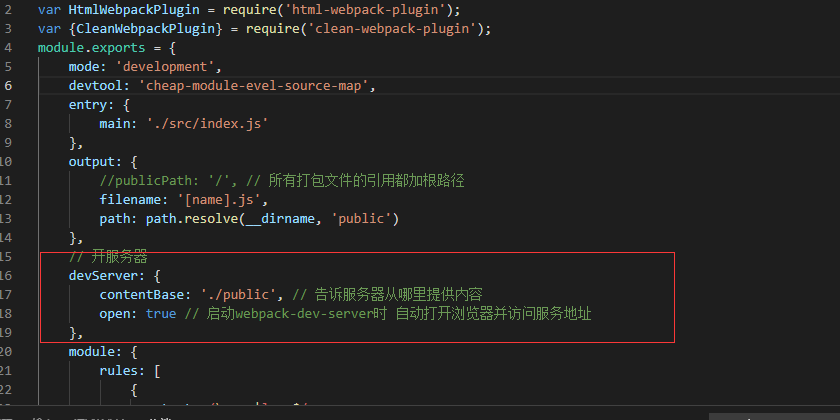 2 var HtmlWebpackPlugin = require('html-webpack-plugin');
3 var {CleanWebpackPlugin} = require('clean-webpack-plugin');
4 module.exports = {
5 mode: 'development',
6 devtool: 'cheap-module-evel-source-map',
7 entry: {
8 main: './src/index.js'
9 },
10 output: {
11 //publicPath: '/', // 所有打包文件的引用都加根路径
12 filename: '[name].js',
13 path: path.resolve(__dirname, 'public')
14 },
15 // 开服务器
16 devServer: {
17 contentBase: './public', // 告诉服务器从哪里提供内容
18 open: true // 启动webpack-dev-server时 自动打开浏览器并访问服务地址
19 },
20 module: {
21 rules: [
22 {